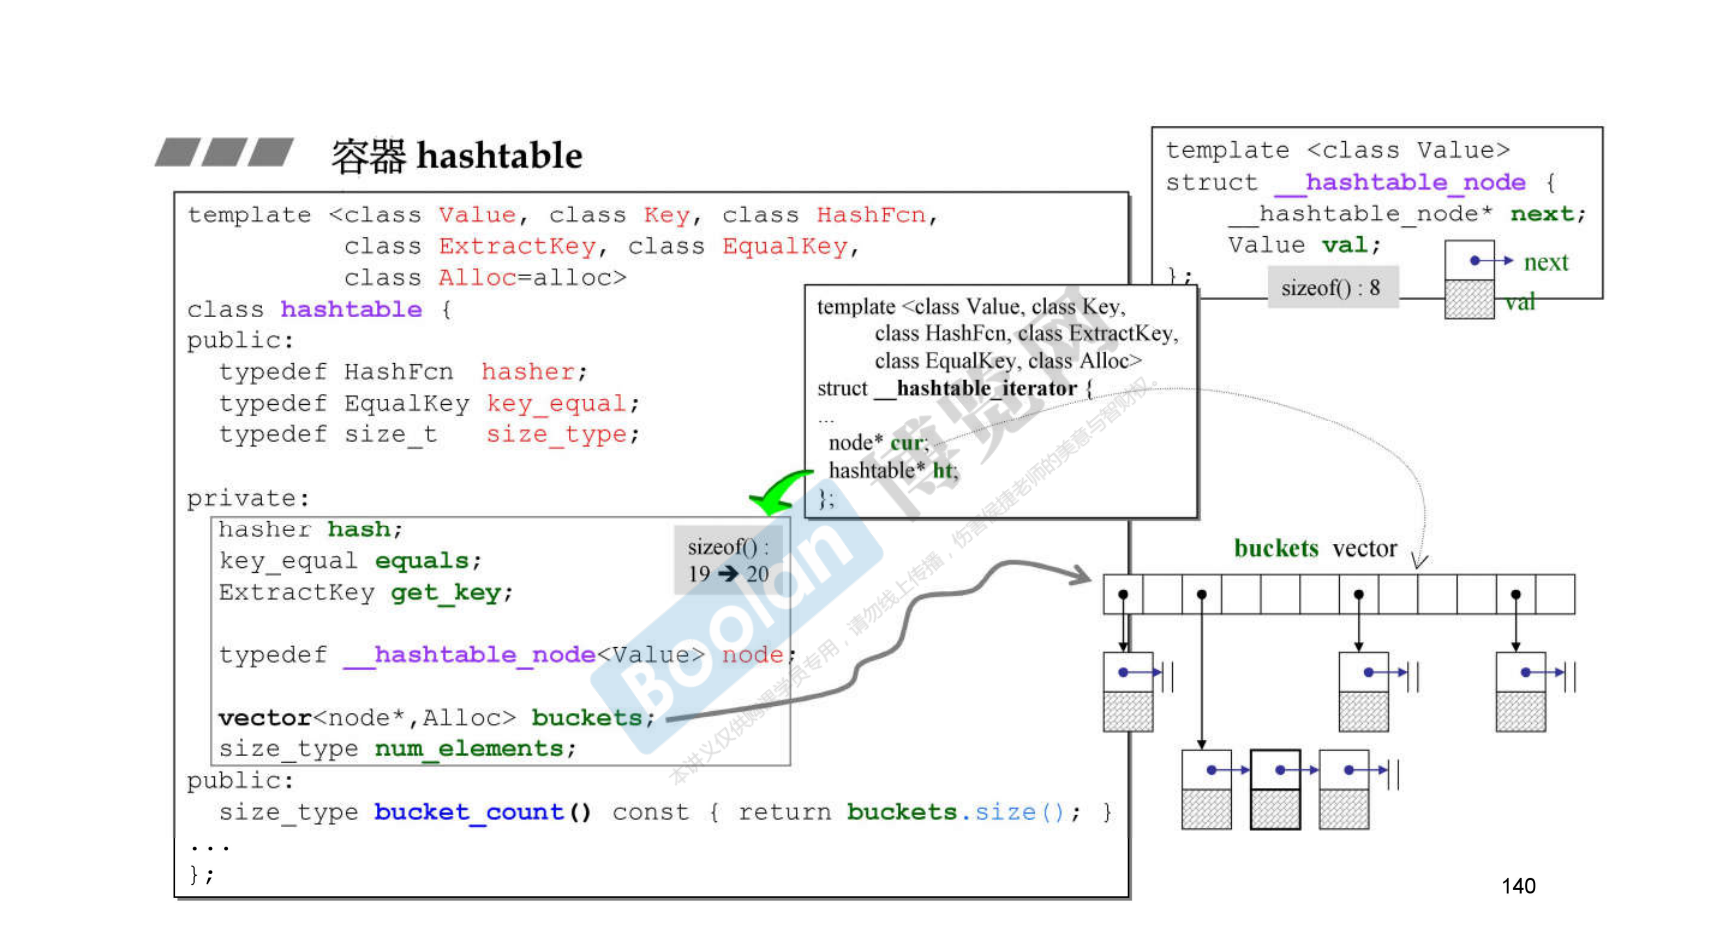 容器 hashtable
template <class Value, class Key, class HashFcn,
class ExtractKey, class EqualKey,
class Alloc=alloc>
class hashtable {
public:
typedef HashFcn hasher;
typedef EqualKey key_equal;
typedef size_t size_type;
private:
hasher hash;
key_equal equals;
ExtractKey get_key;
typedef __hashtable_node<Value> node;
vector<node*,Alloc> buckets;
size_type num_elements;
public:
size_type bucket_count() const { return buckets.size(); }
...
};
sizeof() :
19 ➔ 20
template <class Value, class Key,
class HashFcn, class ExtractKey,
class EqualKey, class Alloc>
struct __hashtable_iterator {
...
node* cur;
hashtable* ht;
};
template <class Value>
struct __hashtable_node {
__hashtable_node* next;
Value val;
};
sizeof() : 8
next
val
buckets vector
Boolan
博览网
本讲义仅供购课学员专用，请勿线上传播，伤害侯捷老师的美意与智财权。
140